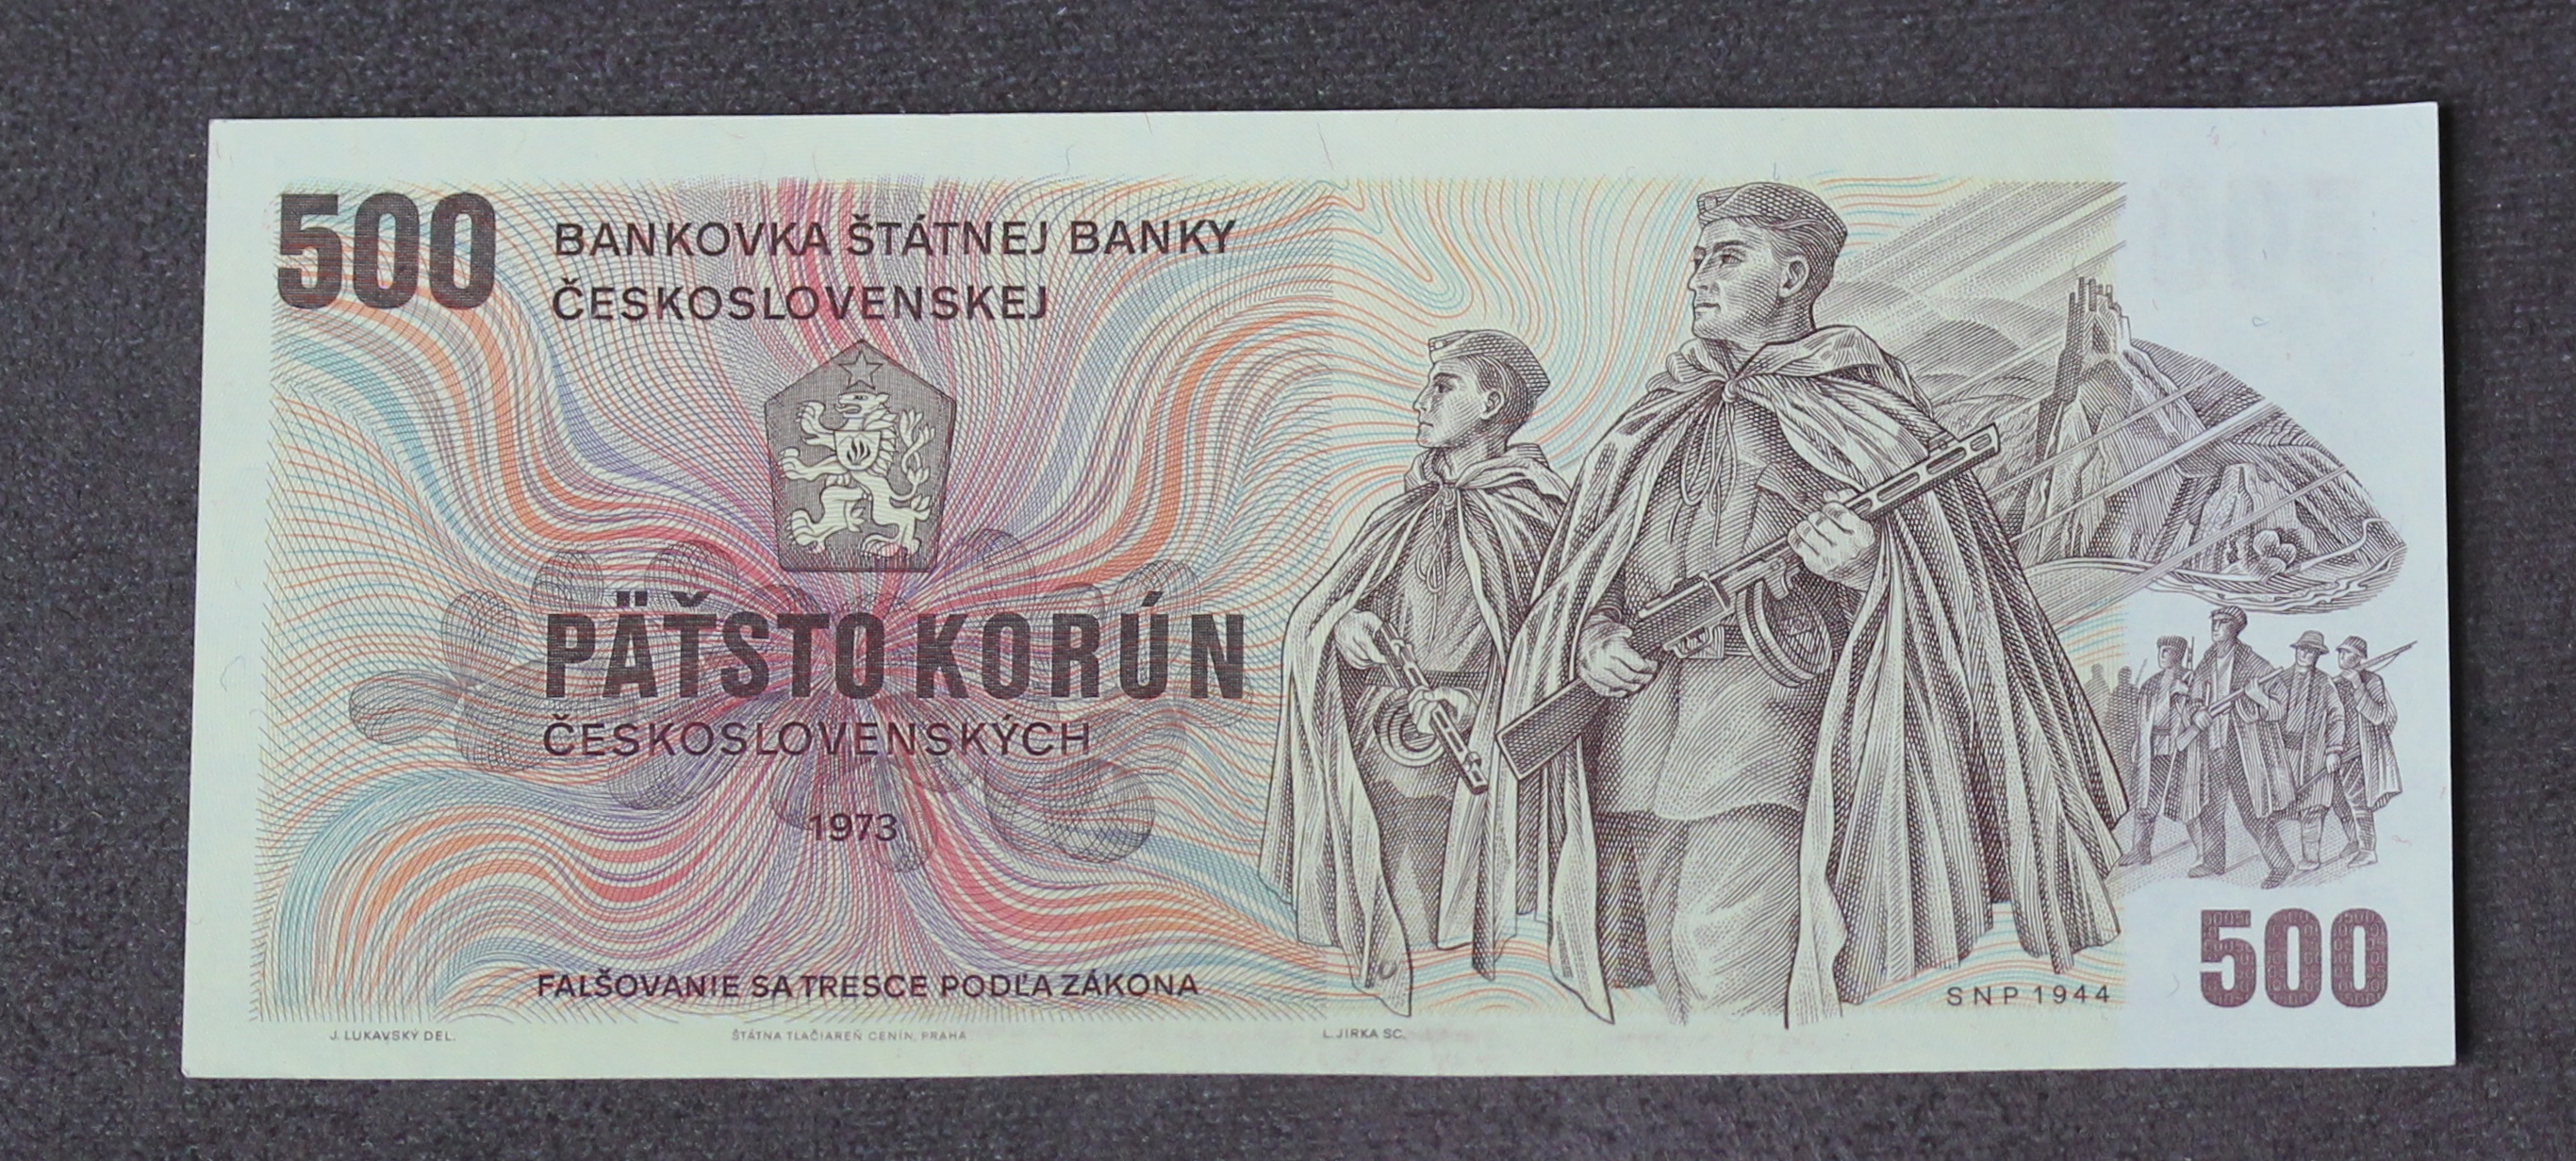 500
BANKOVKA ŠTÁTNEJ BANKY
ČESKOSLOVENSKEJ
PÄŤSTO KORÚN
ČESKOSLOVENSKÝCH
1973
FALŠOVANIE SA TRESCE PODĽA ZÁKONA
SNP 1944
500
J. LUKAVSKÝ DEL.
ŠTÁTNA TLAČIAREŇ CENÍN, PRAHA
L. JIRKA SC.